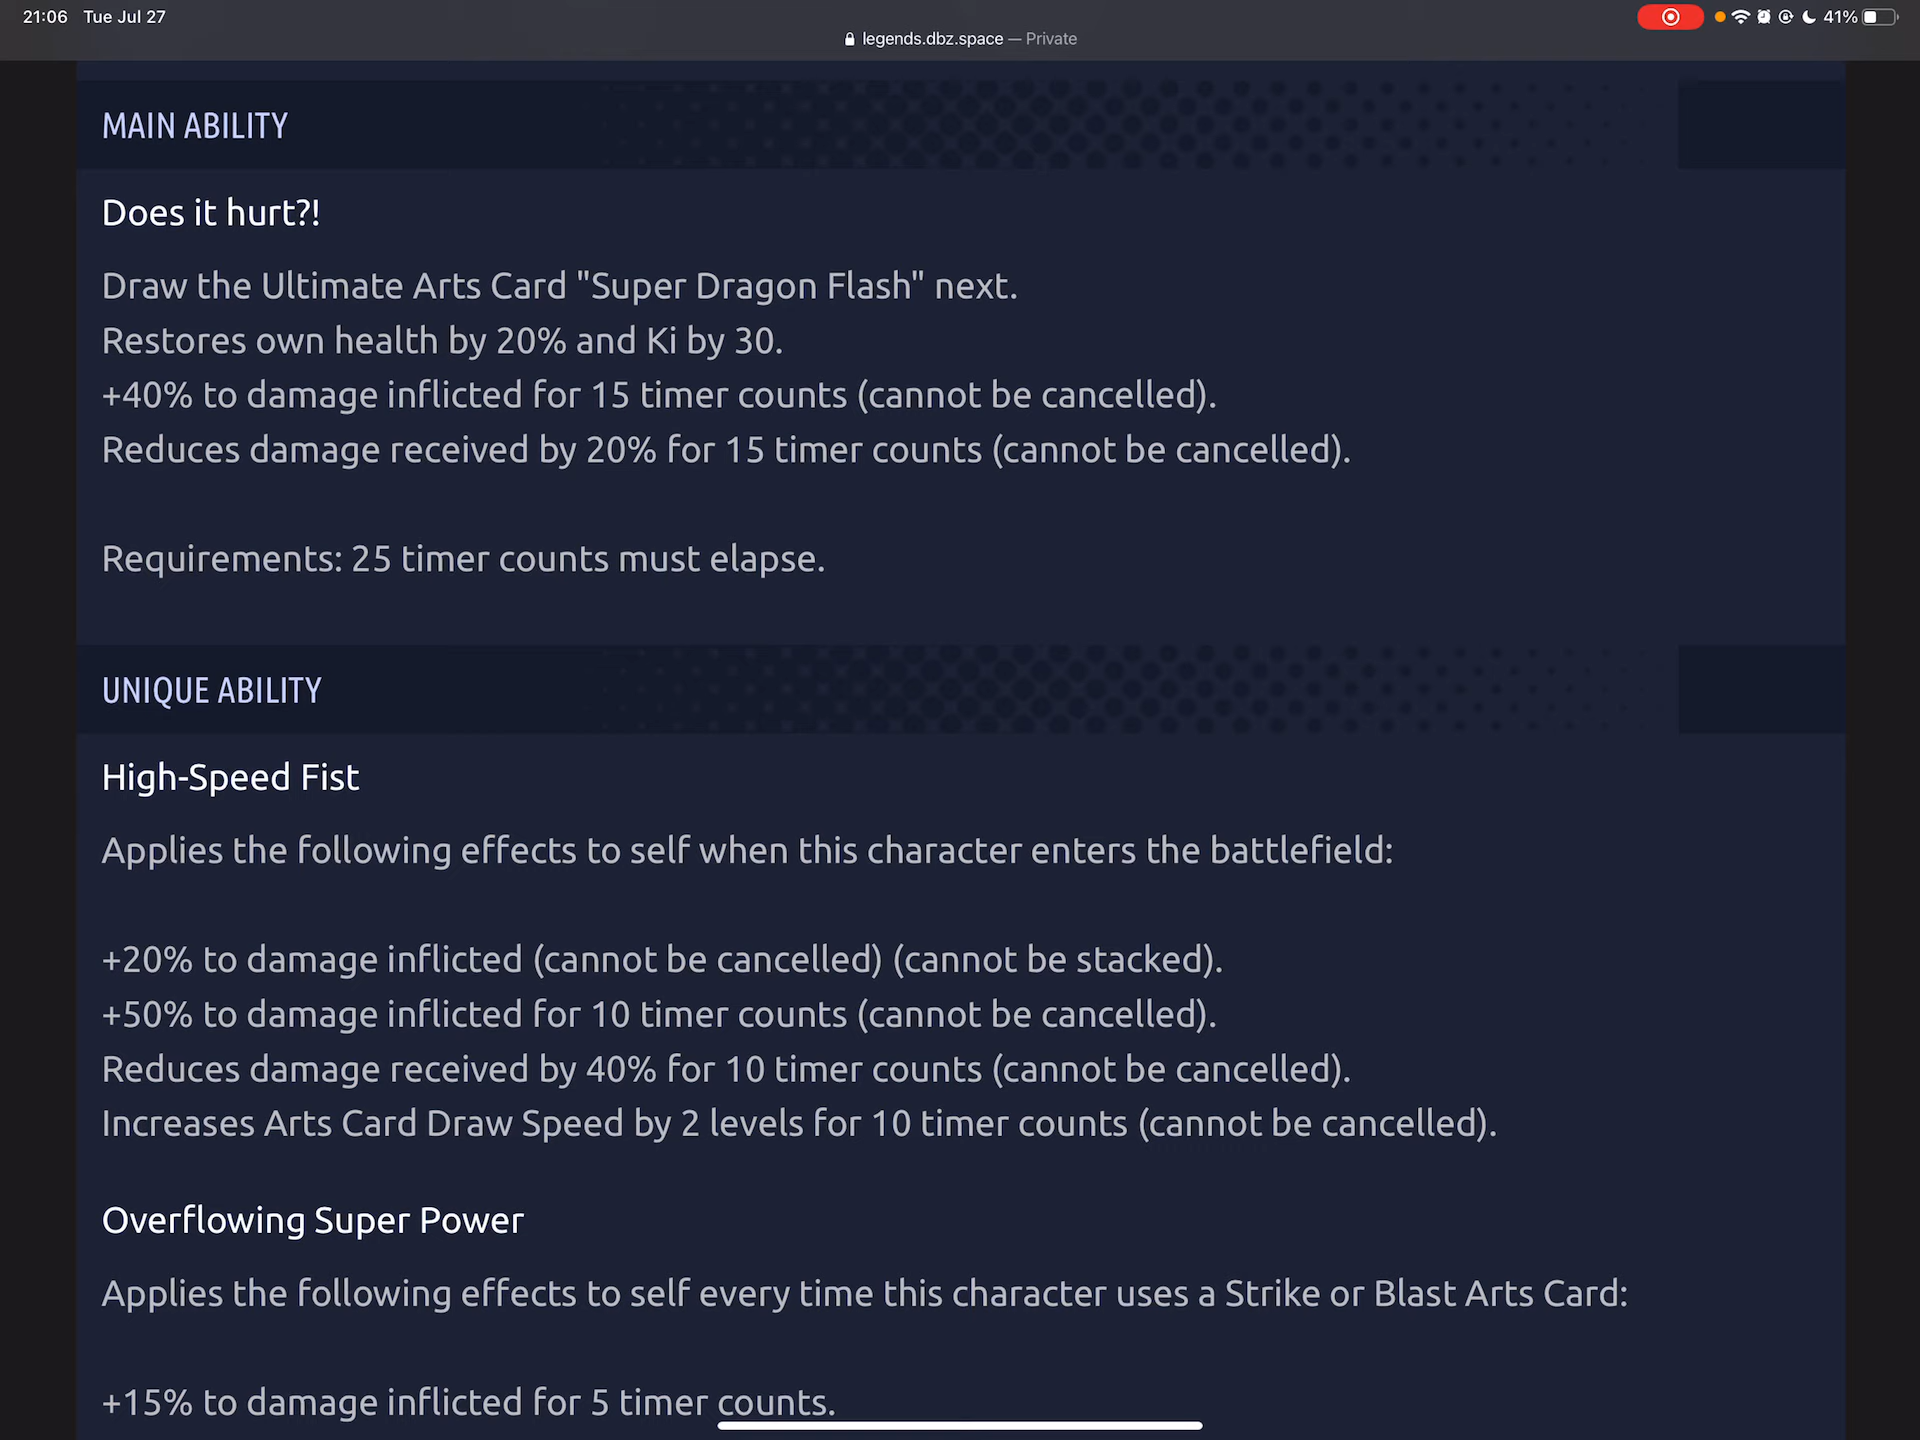 21:06 Tue Jul 27
41%
legends.dbz.space — Private
MAIN ABILITY
Does it hurt?!
Draw the Ultimate Arts Card "Super Dragon Flash" next.
Restores own health by 20% and Ki by 30.
+40% to damage inflicted for 15 timer counts (cannot be cancelled).
Reduces damage received by 20% for 15 timer counts (cannot be cancelled).
Requirements: 25 timer counts must elapse.
UNIQUE ABILITY
High-Speed Fist
Applies the following effects to self when this character enters the battlefield:
+20% to damage inflicted (cannot be cancelled) (cannot be stacked).
+50% to damage inflicted for 10 timer counts (cannot be cancelled).
Reduces damage received by 40% for 10 timer counts (cannot be cancelled).
Increases Arts Card Draw Speed by 2 levels for 10 timer counts (cannot be cancelled).
Overflowing Super Power
Applies the following effects to self every time this character uses a Strike or Blast Arts Card:
+15% to damage inflicted for 5 timer counts.